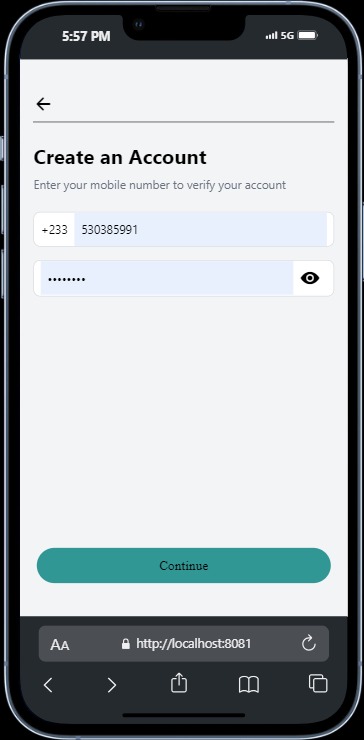 5:57 PM
5G
Create an Account
Enter your mobile number to verify your account
+233 530385991
••••••••
Continue
AA http://localhost:8081